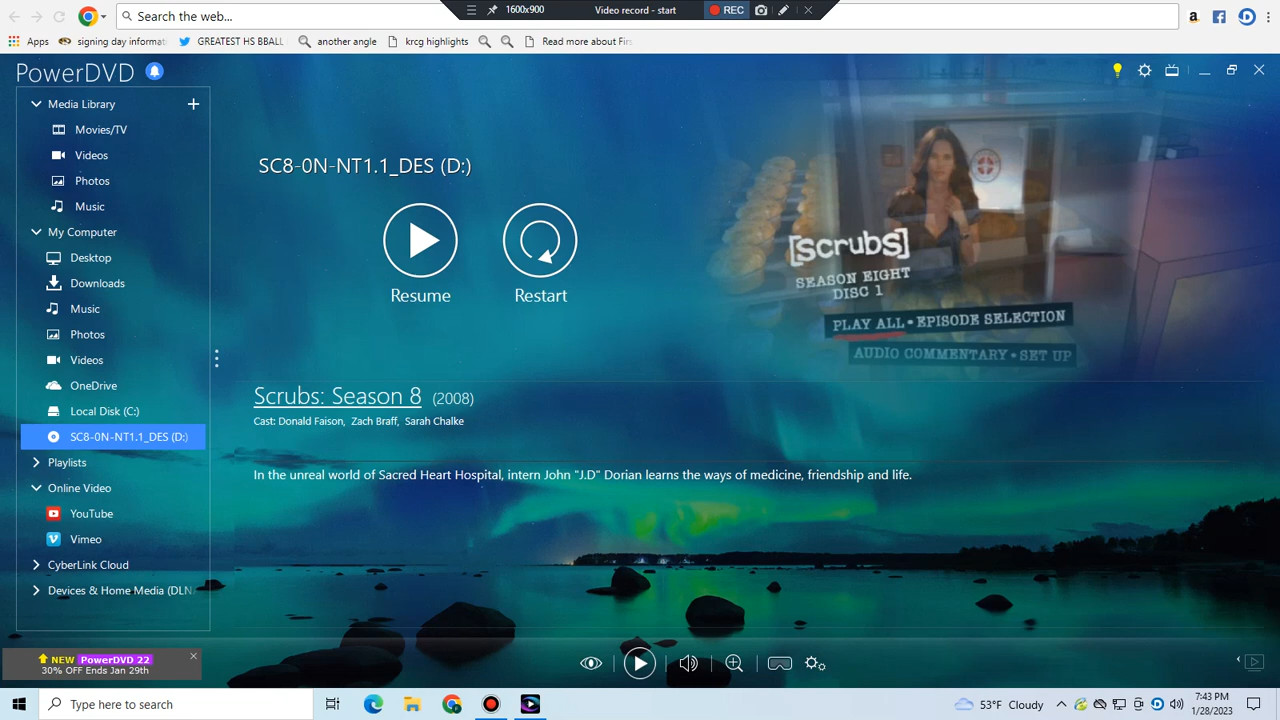 1600x900
Video record - start
REC
Search the web...
Apps
signing day informati
GREATEST HS BBALL
another angle
krcg highlights
Read more about Firs
PowerDVD
Media Library
Movies/TV
Videos
Photos
Music
My Computer
Desktop
Downloads
Music
Photos
Videos
OneDrive
Local Disk (C:)
SC8-0N-NT1.1_DES (D:)
Playlists
Online Video
YouTube
Vimeo
CyberLink Cloud
Devices & Home Media (DLN
NEW PowerDVD 22
30% OFF Ends Jan 29th
SC8-0N-NT1.1_DES (D:)
Resume
Restart
[scrubs]
SEASON EIGHT
DISC 1
PLAY ALL • EPISODE SELECTION
AUDIO COMMENTARY • SET UP
Scrubs: Season 8 (2008)
Cast: Donald Faison, Zach Braff, Sarah Chalke
In the unreal world of Sacred Heart Hospital, intern John "J.D" Dorian learns the ways of medicine, friendship and life.
Type here to search
53°F Cloudy
7:43 PM
1/28/2023